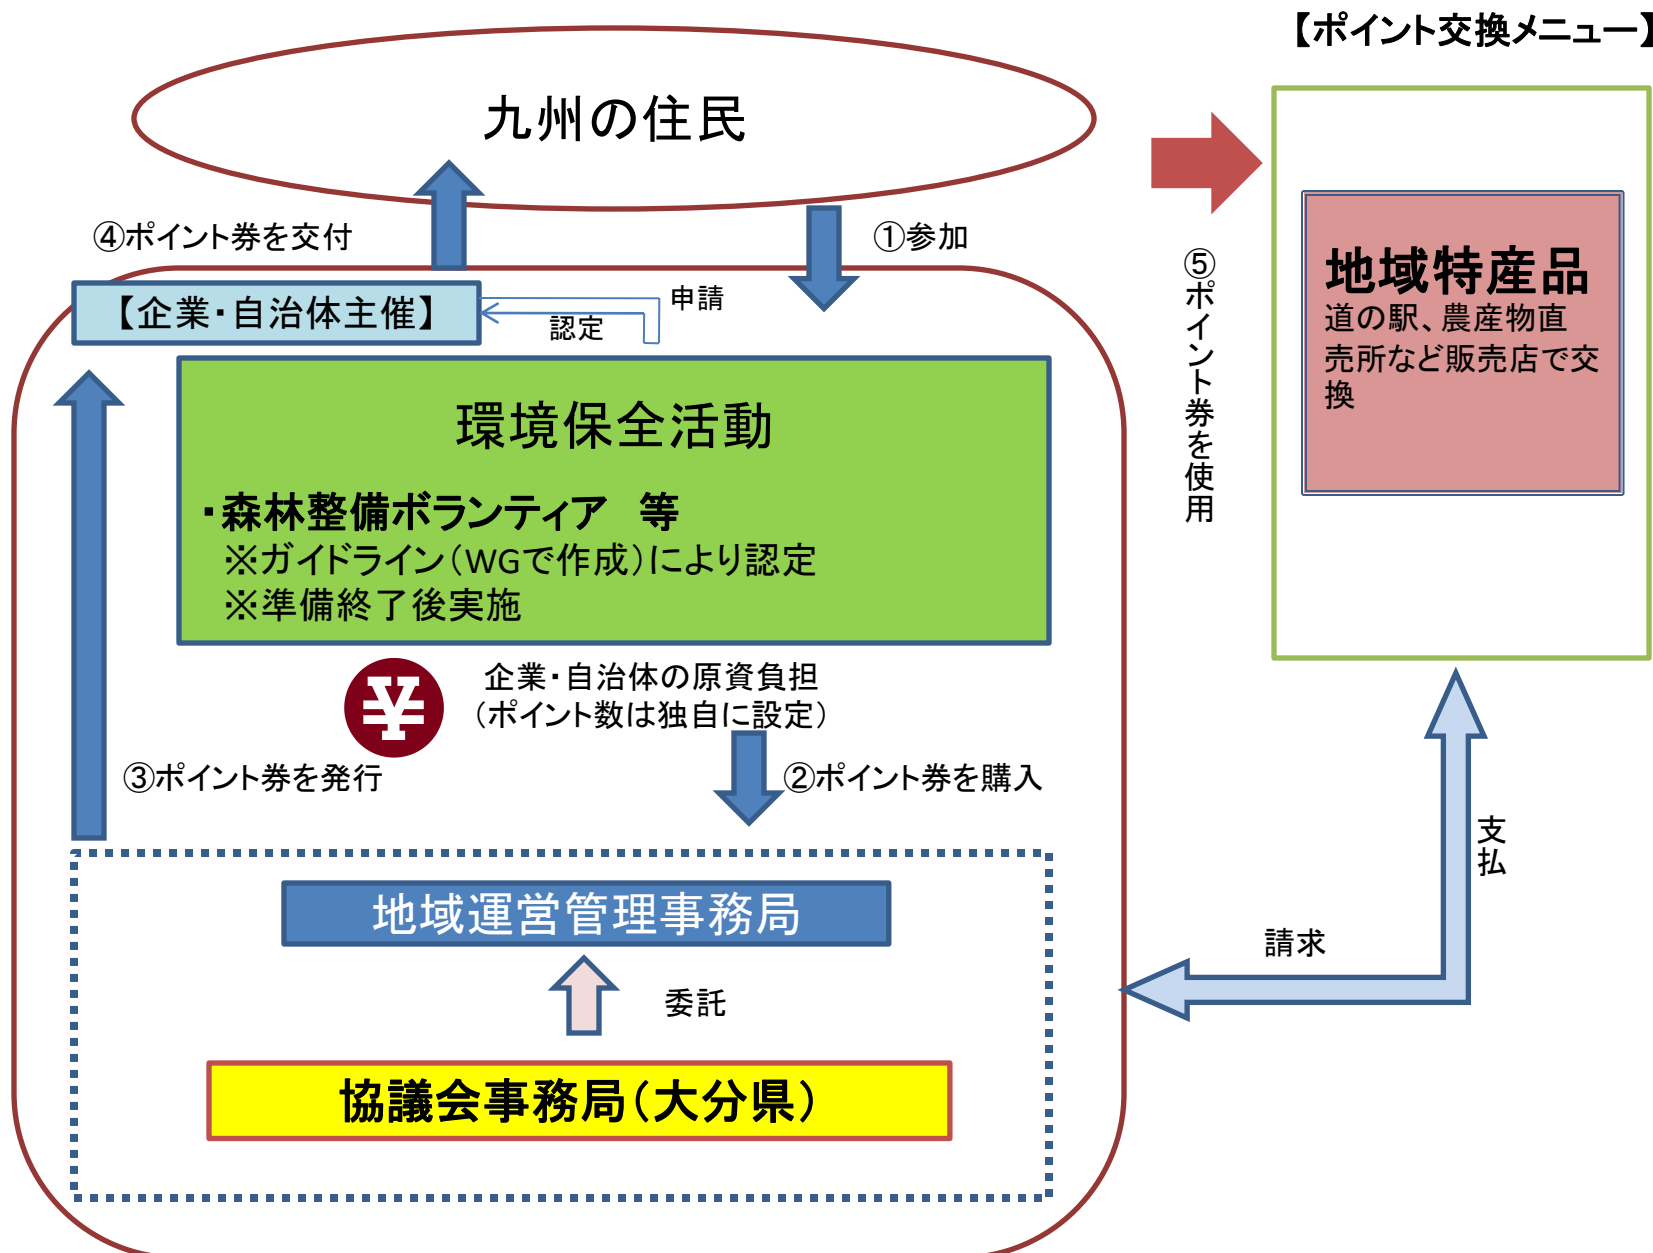 【ポイント交換メニュー】
九州の住民
④ポイント券を交付
①参加
⑤ポイント券を使用
地域特産品
道の駅、農産物直
売所など販売店で交
換
【企業・自治体主催】
申請
認定
環境保全活動
・森林整備ボランティア　等
※ガイドライン（WGで作成）により認定
※準備終了後実施
¥
企業・自治体の原資負担
（ポイント数は独自に設定）
③ポイント券を発行
②ポイント券を購入
支払
請求
地域運営管理事務局
委託
協議会事務局（大分県）